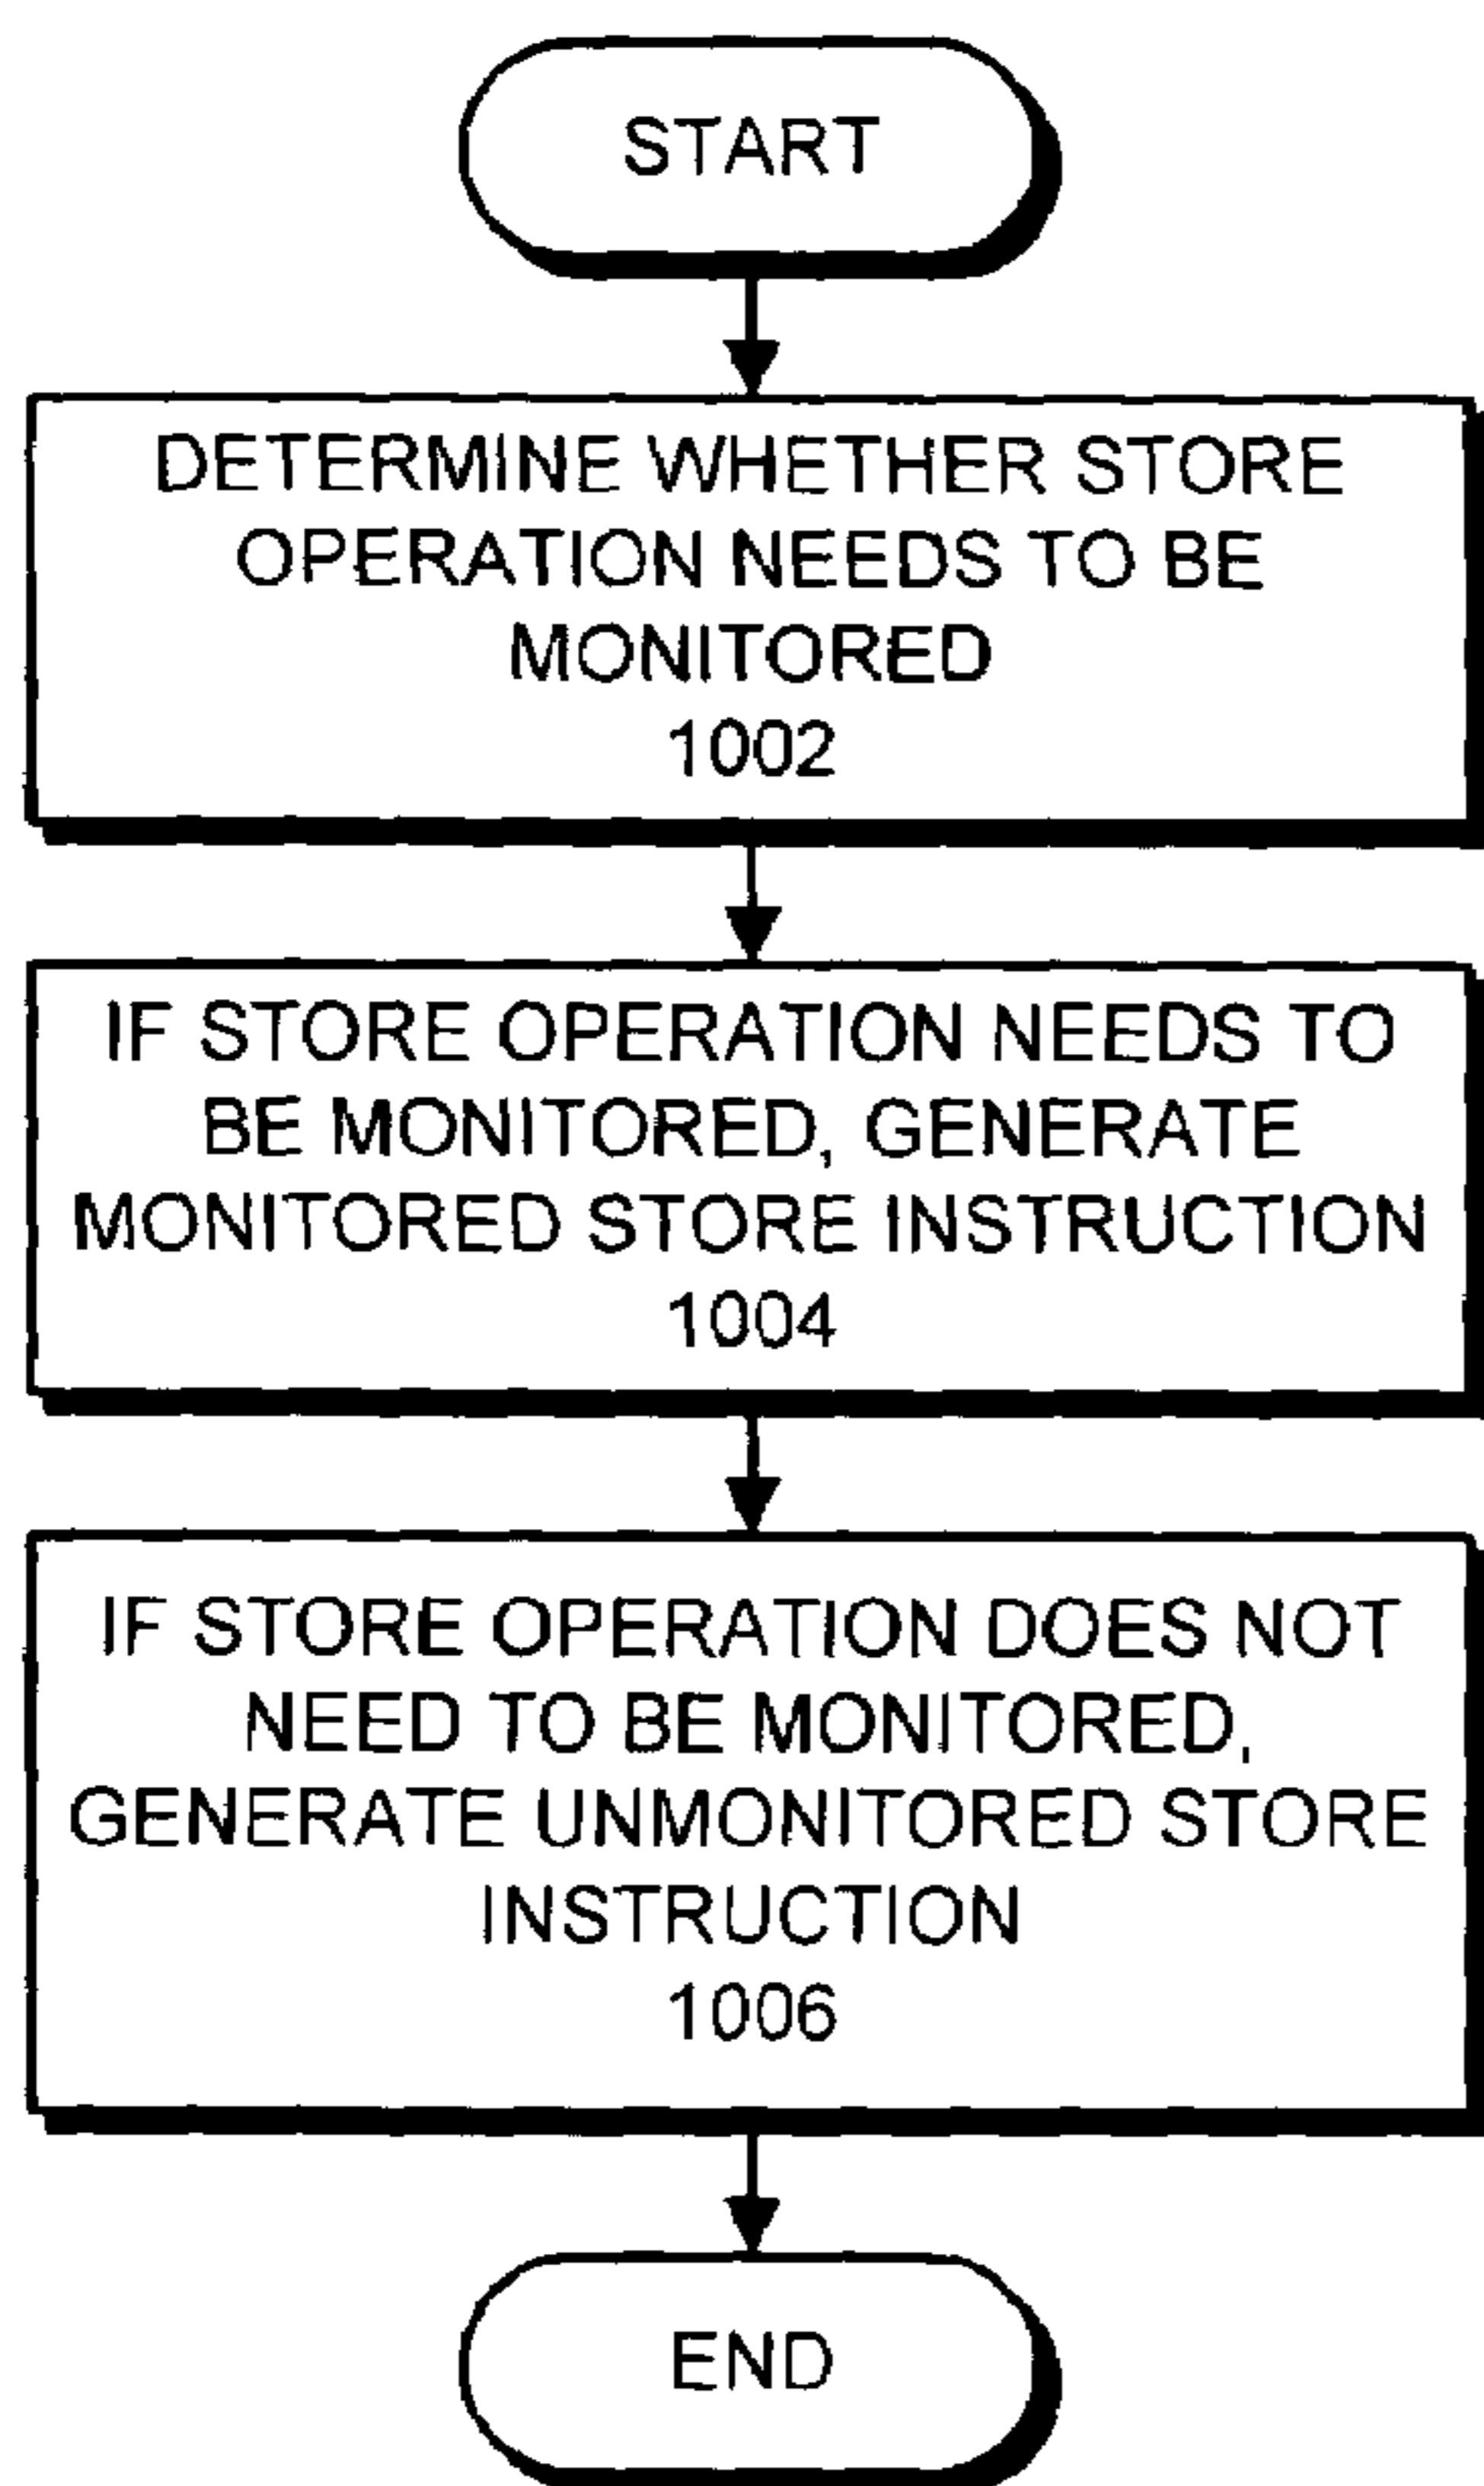 START
DETERMINE WHETHER STORE
OPERATION NEEDS TO BE
MONITORED
1002
IF STORE OPERATION NEEDS TO
BE MONITORED, GENERATE
MONITORED STORE INSTRUCTION
1004
IF STORE OPERATION DOES NOT
NEED TO BE MONITORED,
GENERATE UNMONITORED STORE
INSTRUCTION
1006
END